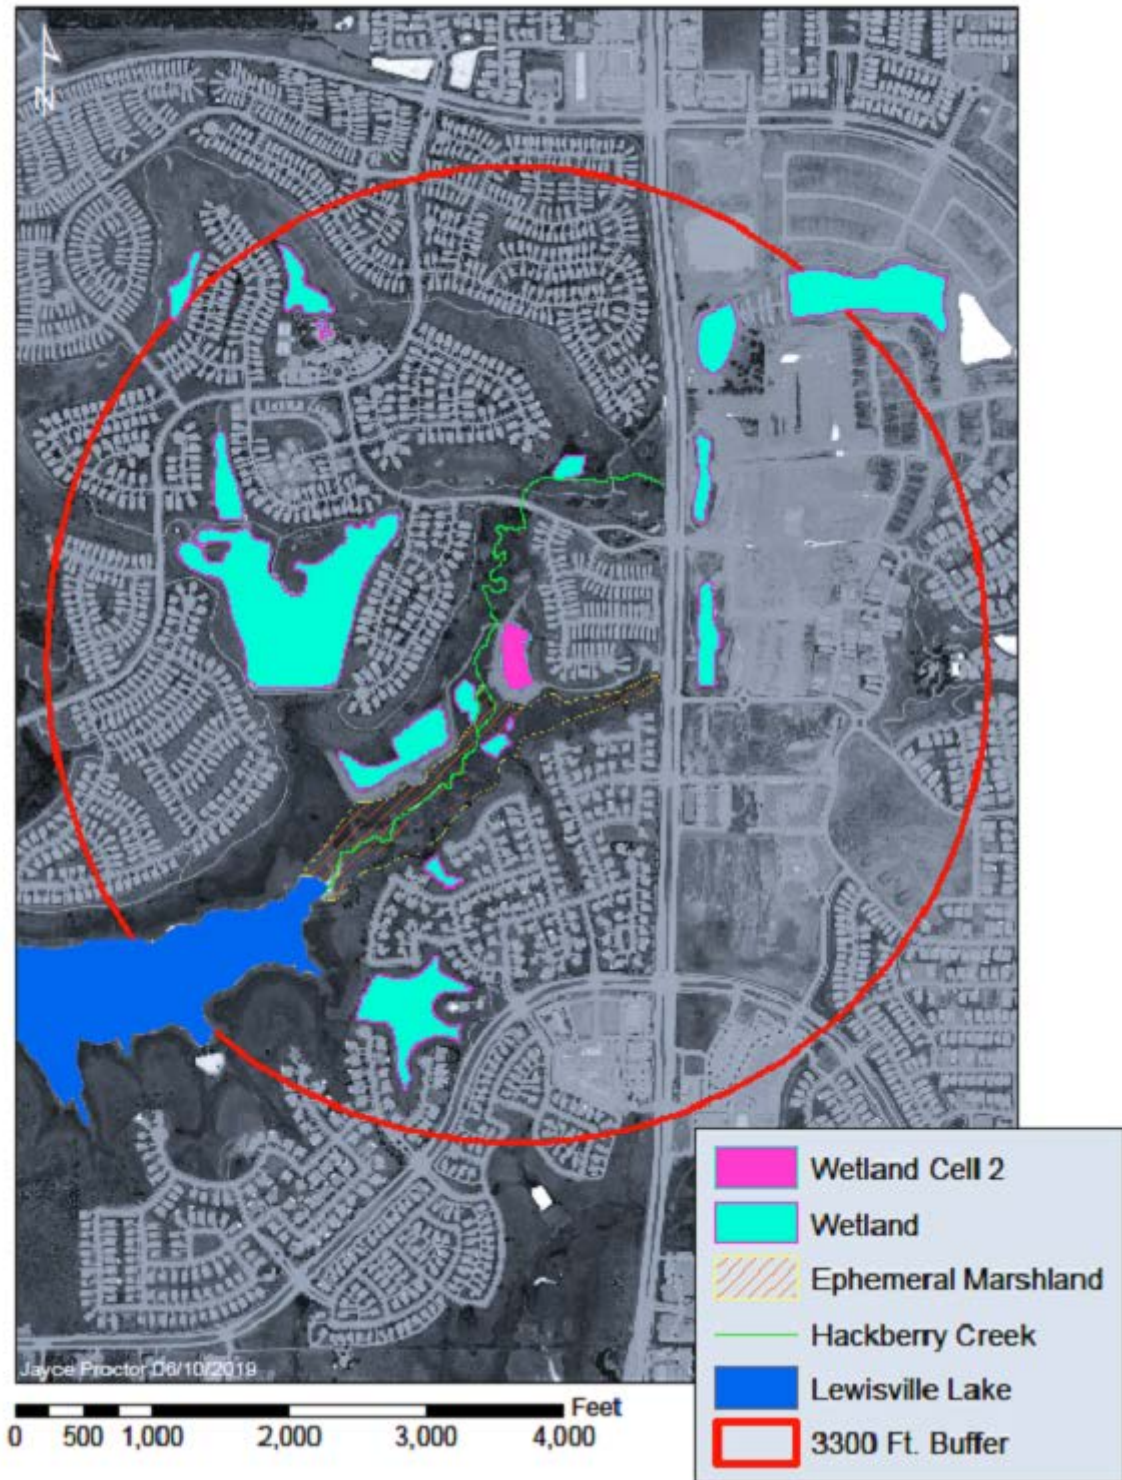 N
Wetland Cell 2
Wetland
Ephemeral Marshland
Hackberry Creek
Lewisville Lake
3300 Ft. Buffer
Jayce Proctor 06/10/2019
Feet
0 500 1,000 2,000 3,000 4,000